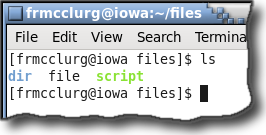 frmcclurg@iowa:~/files
File Edit View Search Termina
[frmcclurg@iowa files]$ ls
dir file script
[frmcclurg@iowa files]$